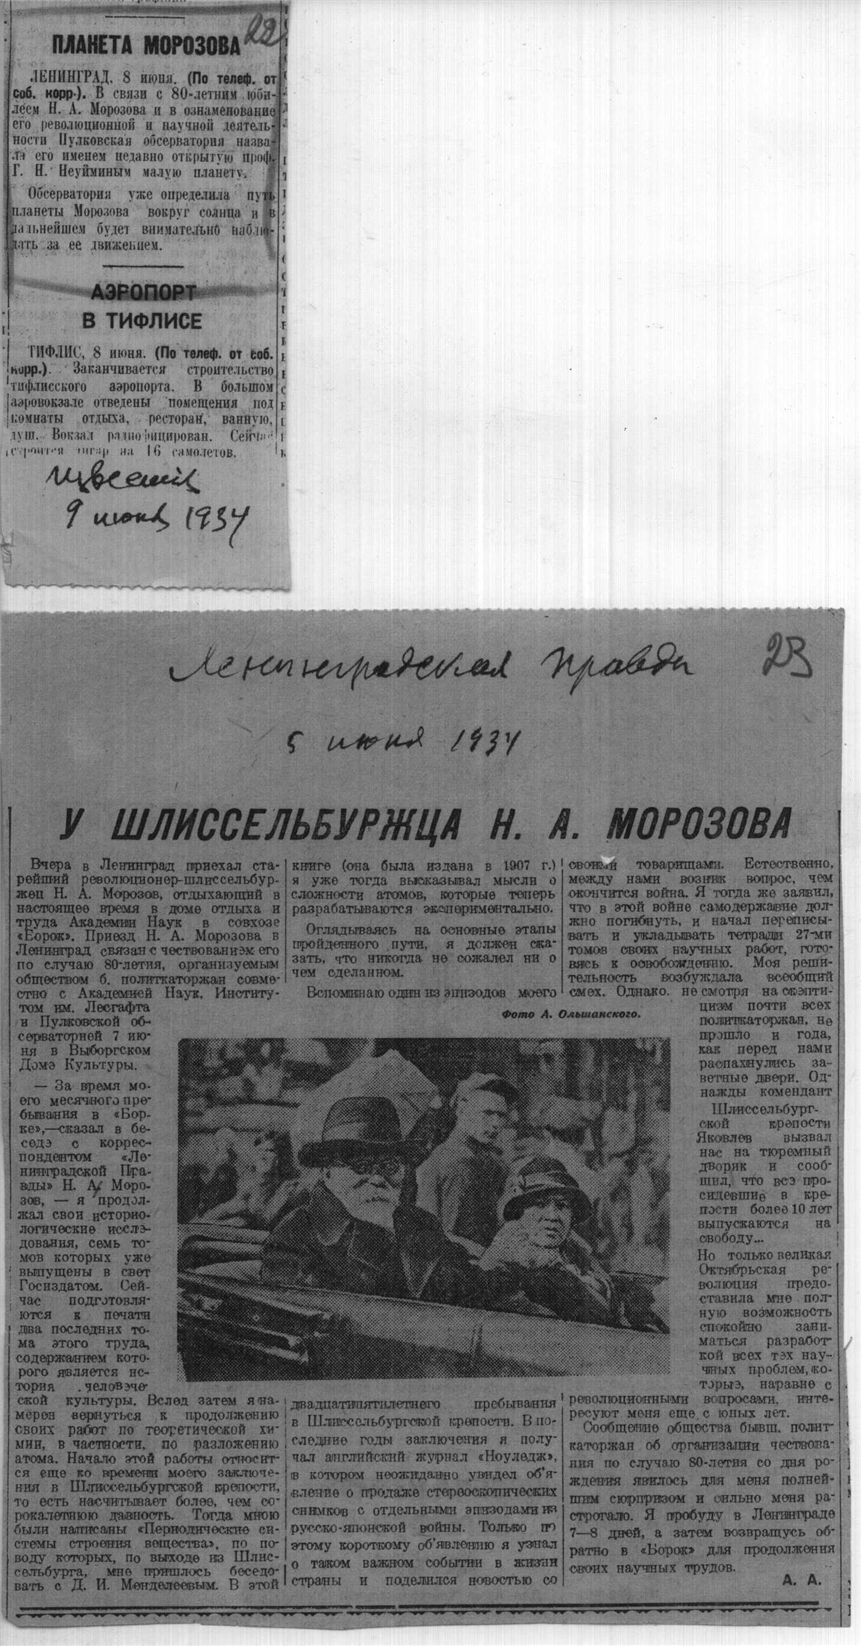 ПЛАНЕТА МОРОЗОВА
22
ЛЕНИНГРАД, 8 июня. (По телеф. от
соб. корр.). В связи с 80-летним юби-
леем Н. А. Морозова и в ознаменование
его революционной и научной деятель-
ности Пулковская обсерватория назва-
ла его именем недавно открытую проф.
Г. Н. Неуйминым малую планету.
Обсерватория уже определила путь
планеты Морозова вокруг солнца и в
дальнейшем будет внимательно наблю-
дать за ее движением.
АЭРОПОРТ
В ТИФЛИСЕ
ТИФЛИС, 8 июня. (По телеф. от соб.
корр.). Заканчивается строительство
тифлисского аэропорта. В большом
аэровокзале отведены помещения под
комнаты отдыха, ресторан, ванную,
душ. Вокзал радиофицирован. Сейчас
строится ангар на 16 самолетов.
Известия
9 июня 1934
Ленинградская правда
23
5 июня 1934
У ШЛИССЕЛЬБУРЖЦА Н. А. МОРОЗОВА
Вчера в Ленинград приехал ста-
рейший революционер-шлиссельбур-
жец Н. А. Морозов, отдыхающий в
настоящее время в доме отдыха и
труда Академии Наук в совхозе
«Борок». Приезд Н. А. Морозова в
Ленинград связан с чествованием его
по случаю 80-летия, организуемым
обществом б. политкаторжан совме-
стно с Академией Наук, Институ-
том им. Лесгафта
и Пулковской об-
серваторией 7 ию-
ня в Выборгском
Доме Культуры.
— За время мо-
его месячного пре-
бывания в «Бор-
ке»,—сказал в бе-
седе с коррес-
пондентом «Ле-
нинградской Пра-
вды» Н. А. Моро-
зов, — я продол-
жал свои историо-
логические иссле-
дования, семь то-
мов которых уже
выпущены в свет
Госиздатом. Сей-
час подготовля-
ются к печати
два последних то-
ма этого труда,
содержанием кото-
рого является ис-
тория человече-
ской культуры. Вслед затем я на-
мерен вернуться к продолжению
своих работ по теоретической хи-
мии, в частности, по разложению
атома. Начало этой работы относит-
ся еще ко времени моего заключе-
ния в Шлиссельбургской крепости,
то есть насчитывает более, чем со-
рокалетнюю давность. Тогда мною
были написаны «Периодические си-
стемы строения вещества», по по-
воду которых, по выходе из Шлис-
сельбурга, мне пришлось беседо-
вать с Д. И. Менделеевым. В этой
книге (она была издана в 1907 г.)
я уже тогда высказывал мысли о
сложности атомов, которые теперь
разрабатываются экспериментально.
Оглядываясь на основные этапы
пройденного пути, я должен ска-
зать, что никогда не сожалел ни о
чем сделанном.
Вспоминаю один из эпизодов моего
Фото А. Ольшанского.
двадцатипятилетнего пребывания
в Шлиссельбургской крепости. В по-
следние годы заключения я полу-
чал английский журнал «Ноуледж»,
в котором неожиданно увидел об'я-
вление о продаже стереоскопических
снимков с отдельными эпизодами из
русско-японской войны. Только по
этому короткому об'явлению я узнал
о таком важном событии в жизни
страны и поделился новостью со
своими товарищами. Естественно,
между нами возник вопрос, чем
окончится война. Я тогда же заявил,
что в этой войне самодержавие дол-
жно погибнуть, и начал переписы-
вать и укладывать тетради 27-ми
томов своих научных работ, гото-
вясь к освобождению. Моя реши-
тельность возбуждала всеобщий
смех. Однако, не смотря на скепти-
цизм почти всех
политкаторжан, не
прошло и года,
как перед нами
распахнулись за-
ветные двери. Од-
нажды комендант
Шлиссельбург-
ской крепости
Яковлев вызвал
нас на тюремный
дворик и сооб-
щил, что все про-
сидевшие в кре-
пости более 10 лет
выпускаются на
свободу...
Но только великая
Октябрьская ре-
волюция предо-
ставила мне пол-
ную возможность
спокойно зани-
маться разработ-
кой всех тех нау-
чных проблем, ко-
торые, наравне с
революционными вопросами, инте-
ресуют меня еще с юных лет.
Сообщение общества бывш. полит-
каторжан об организации чествова-
ния по случаю 80-летия со дня ро-
ждения явилось для меня полней-
шим сюрпризом и сильно меня ра-
строгало. Я пробуду в Ленинграде
7—8 дней, а затем возвращусь об-
ратно в «Борок» для продолжения
своих научных трудов.
А. А.